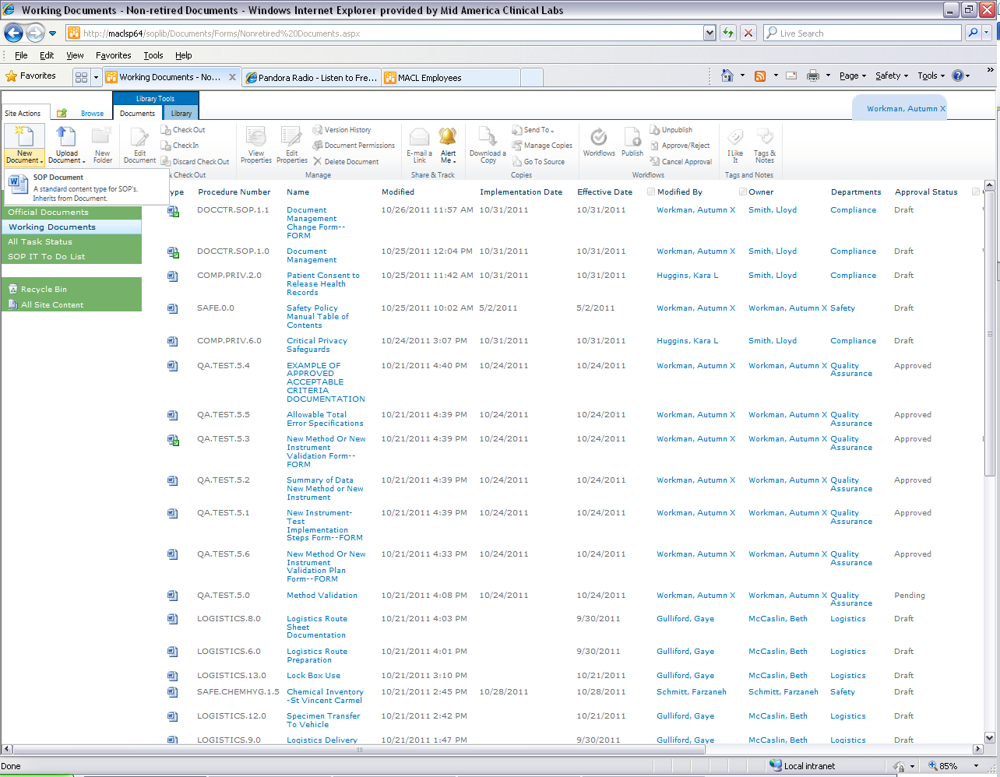 Working Documents - Non-retired Documents - Windows Internet Explorer provided by Mid America Clinical Labs
http://maclsp64/soplib/Documents/Forms/Nonretired%20Documents.aspx
Live Search
File Edit View Favorites Tools Help
Favorites Working Documents - No... X Pandora Radio - Listen to Fre... MACL Employees Page Safety Tools
Library Tools
Site Actions Browse Documents Library Workman, Autumn X
New Document Upload Document New Folder Edit Document Check Out Check In Discard Check Out View Properties Edit Properties Version History Document Permissions Delete Document E-mail a Link Alert Me Download a Copy Send To Manage Copies Go To Source Workflows Publish Unpublish Approve/Reject Cancel Approval I Like It Tags & Notes
Check Out Manage Share & Track Copies Workflows Tags and Notes
SOP Document
A standard content type for SOP's.
Inherits from Document.
Official Documents
Working Documents
All Task Status
SOP IT To Do List
Recycle Bin
All Site Content
ype Procedure Number Name Modified Implementation Date Effective Date Modified By Owner Departments Approval Status
DOCCTR.SOP.1.1 Document 10/26/2011 11:57 AM 10/31/2011 10/31/2011 Workman, Autumn X Smith, Lloyd Compliance Draft
Management
Change Form--
FORM
DOCCTR.SOP.1.0 Document 10/25/2011 12:04 PM 10/31/2011 10/31/2011 Workman, Autumn X Smith, Lloyd Compliance Draft
Management
COMP.PRIV.2.0 Patient Consent to 10/25/2011 11:42 AM 10/31/2011 10/31/2011 Huggins, Kara L Smith, Lloyd Compliance Draft
Release Health
Records
SAFE.0.0 Safety Policy 10/25/2011 10:02 AM 5/2/2011 5/2/2011 Workman, Autumn X Workman, Autumn X Safety Draft
Manual Table of
Contents
COMP.PRIV.6.0 Critical Privacy 10/24/2011 3:07 PM 10/31/2011 10/31/2011 Huggins, Kara L Smith, Lloyd Compliance Draft
Safeguards
QA.TEST.5.4 EXAMPLE OF 10/21/2011 4:40 PM 10/24/2011 10/24/2011 Workman, Autumn X Workman, Autumn X Quality Approved
APPROVED Assurance
ACCEPTABLE
CRITERIA
DOCUMENTATION
QA.TEST.5.5 Allowable Total 10/21/2011 4:39 PM 10/24/2011 10/24/2011 Workman, Autumn X Workman, Autumn X Quality Approved
Error Specifications Assurance
QA.TEST.5.3 New Method Or New 10/21/2011 4:39 PM 10/24/2011 10/24/2011 Workman, Autumn X Workman, Autumn X Quality Approved
Instrument Assurance
Validation Form--
FORM
QA.TEST.5.2 Summary of Data 10/21/2011 4:39 PM 10/24/2011 10/24/2011 Workman, Autumn X Workman, Autumn X Quality Approved
New Method or New Assurance
Instrument
QA.TEST.5.1 New Instrument- 10/21/2011 4:39 PM 10/24/2011 10/24/2011 Workman, Autumn X Workman, Autumn X Quality Approved
Test Assurance
Implementation
Steps Form--FORM
QA.TEST.5.6 New Method Or New 10/21/2011 4:33 PM 10/24/2011 10/24/2011 Workman, Autumn X Workman, Autumn X Quality Approved
Instrument Assurance
Validation Plan
Form--FORM
QA.TEST.5.0 Method Validation 10/21/2011 4:08 PM 10/24/2011 10/24/2011 Workman, Autumn X Workman, Autumn X Quality Pending
Assurance
LOGISTICS.8.0 Logistics Route 10/21/2011 4:03 PM 9/30/2011 Gulliford, Gaye McCaslin, Beth Logistics Draft
Sheet
Documentation
LOGISTICS.6.0 Logistics Route 10/21/2011 4:01 PM 9/30/2011 Gulliford, Gaye McCaslin, Beth Logistics Draft
Preparation
LOGISTICS.13.0 Lock Box Use 10/21/2011 3:10 PM 10/21/2011 Gulliford, Gaye McCaslin, Beth Logistics Draft
SAFE.CHEMHYG.1.5 Chemical Inventory 10/21/2011 2:45 PM 10/28/2011 10/28/2011 Schmitt, Farzaneh Schmitt, Farzaneh Safety Draft
-St Vincent Carmel
LOGISTICS.12.0 Specimen Transfer 10/21/2011 2:42 PM 10/21/2011 Gulliford, Gaye McCaslin, Beth Logistics Draft
To Vehicle
LOGISTICS.9.0 Logistics Delivery 10/21/2011 1:47 PM 9/30/2011 Gulliford, Gaye McCaslin, Beth Logistics Draft
Done Local intranet 85%